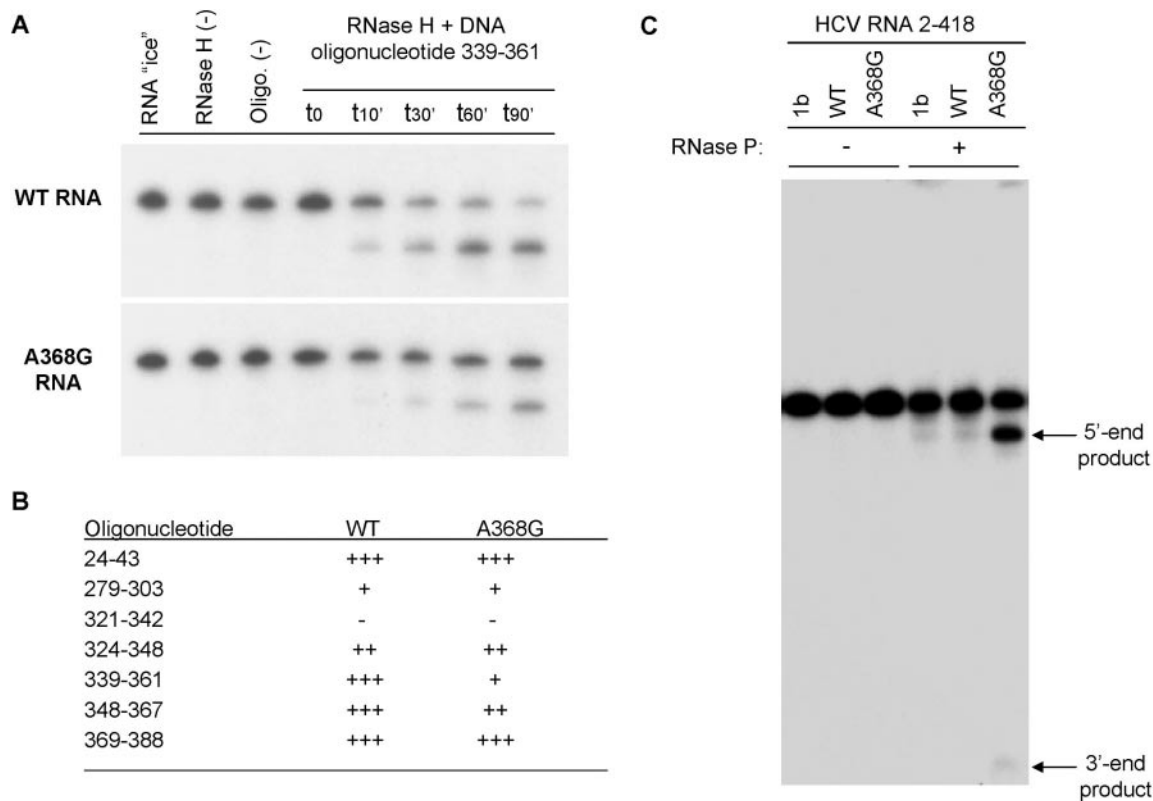 A
RNA "ice"
RNase H (-)
Oligo. (-)
RNase H + DNA
oligonucleotide 339-361
t0 t10' t30' t60' t90'
WT RNA
A368G
RNA
B
Oligonucleotide WT A368G
24-43 +++ +++
279-303 + +
321-342 - -
324-348 ++ ++
339-361 +++ +
348-367 +++ ++
369-388 +++ +++
C
HCV RNA 2-418
1b WT A368G 1b WT A368G
RNase P: - +
5'-end
product
3'-end
product